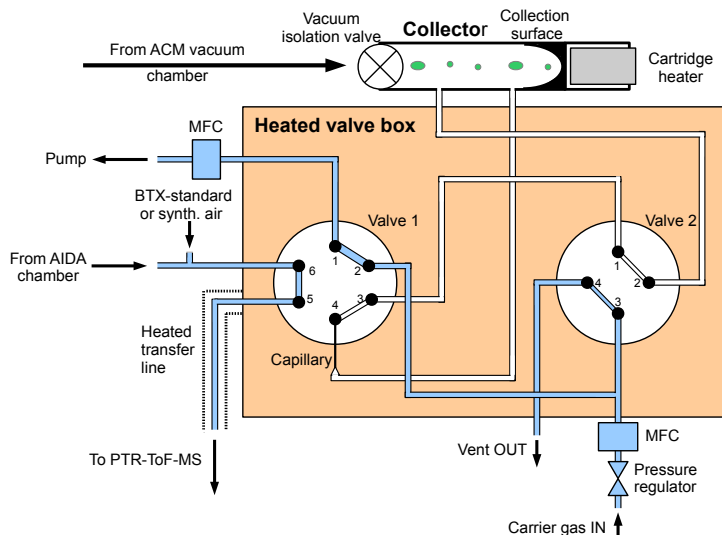 Vacuum
isolation valve
Collector
Collection
surface
From ACM vacuum
chamber
Cartridge
heater
MFC
Heated valve box
Pump
BTX-standard
or synth. air
Valve 1
Valve 2
From AIDA
chamber
1
2
3
4
5
6
1
2
3
4
Heated
transfer
line
Capillary
To PTR-ToF-MS
Vent OUT
MFC
Pressure
regulator
Carrier gas IN